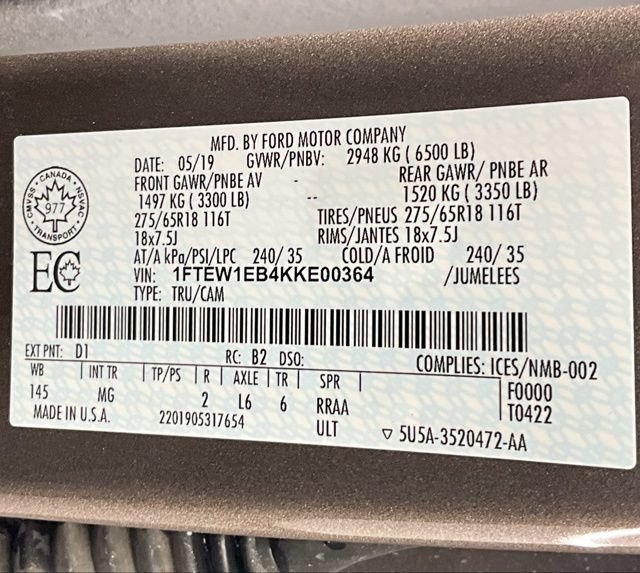 MFD. BY FORD MOTOR COMPANY
DATE: 05/19 GVWR/PNBV: 2948 KG ( 6500 LB)
FRONT GAWR/PNBE AV - REAR GAWR/ PNBE AR
1497 KG ( 3300 LB) -- 1520 KG ( 3350 LB)
275/65R18 116T TIRES/PNEUS 275/65R18 116T
18x7.5J RIMS/JANTES 18x7.5J
AT/A kPa/PSI/LPC 240/ 35 COLD/A FROID 240/ 35
VIN: 1FTEW1EB4KKE00364 /JUMELEES
TYPE: TRU/CAM
CANADA
CMVSS NSVAC
977
TRANSPORT
EC
EXT PNT: D1 RC: B2 DSO: COMPLIES: ICES/NMB-002
WB INT TR TP/PS R AXLE TR SPR F0000
145 MG 2 L6 6 RRAA T0422
MADE IN U.S.A. 2201905317654 ULT ▽ 5U5A-3520472-AA